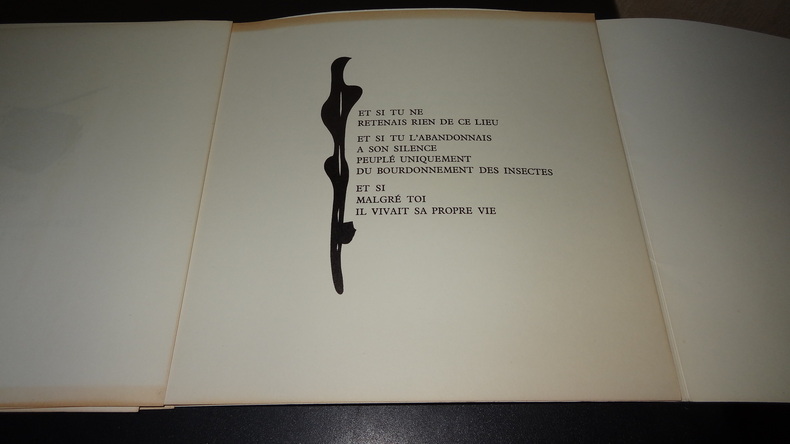 ET SI TU NE
RETENAIS RIEN DE CE LIEU
ET SI TU L'ABANDONNAIS
A SON SILENCE
PEUPLÉ UNIQUEMENT
DU BOURDONNEMENT DES INSECTES
ET SI
MALGRÉ TOI
IL VIVAIT SA PROPRE VIE